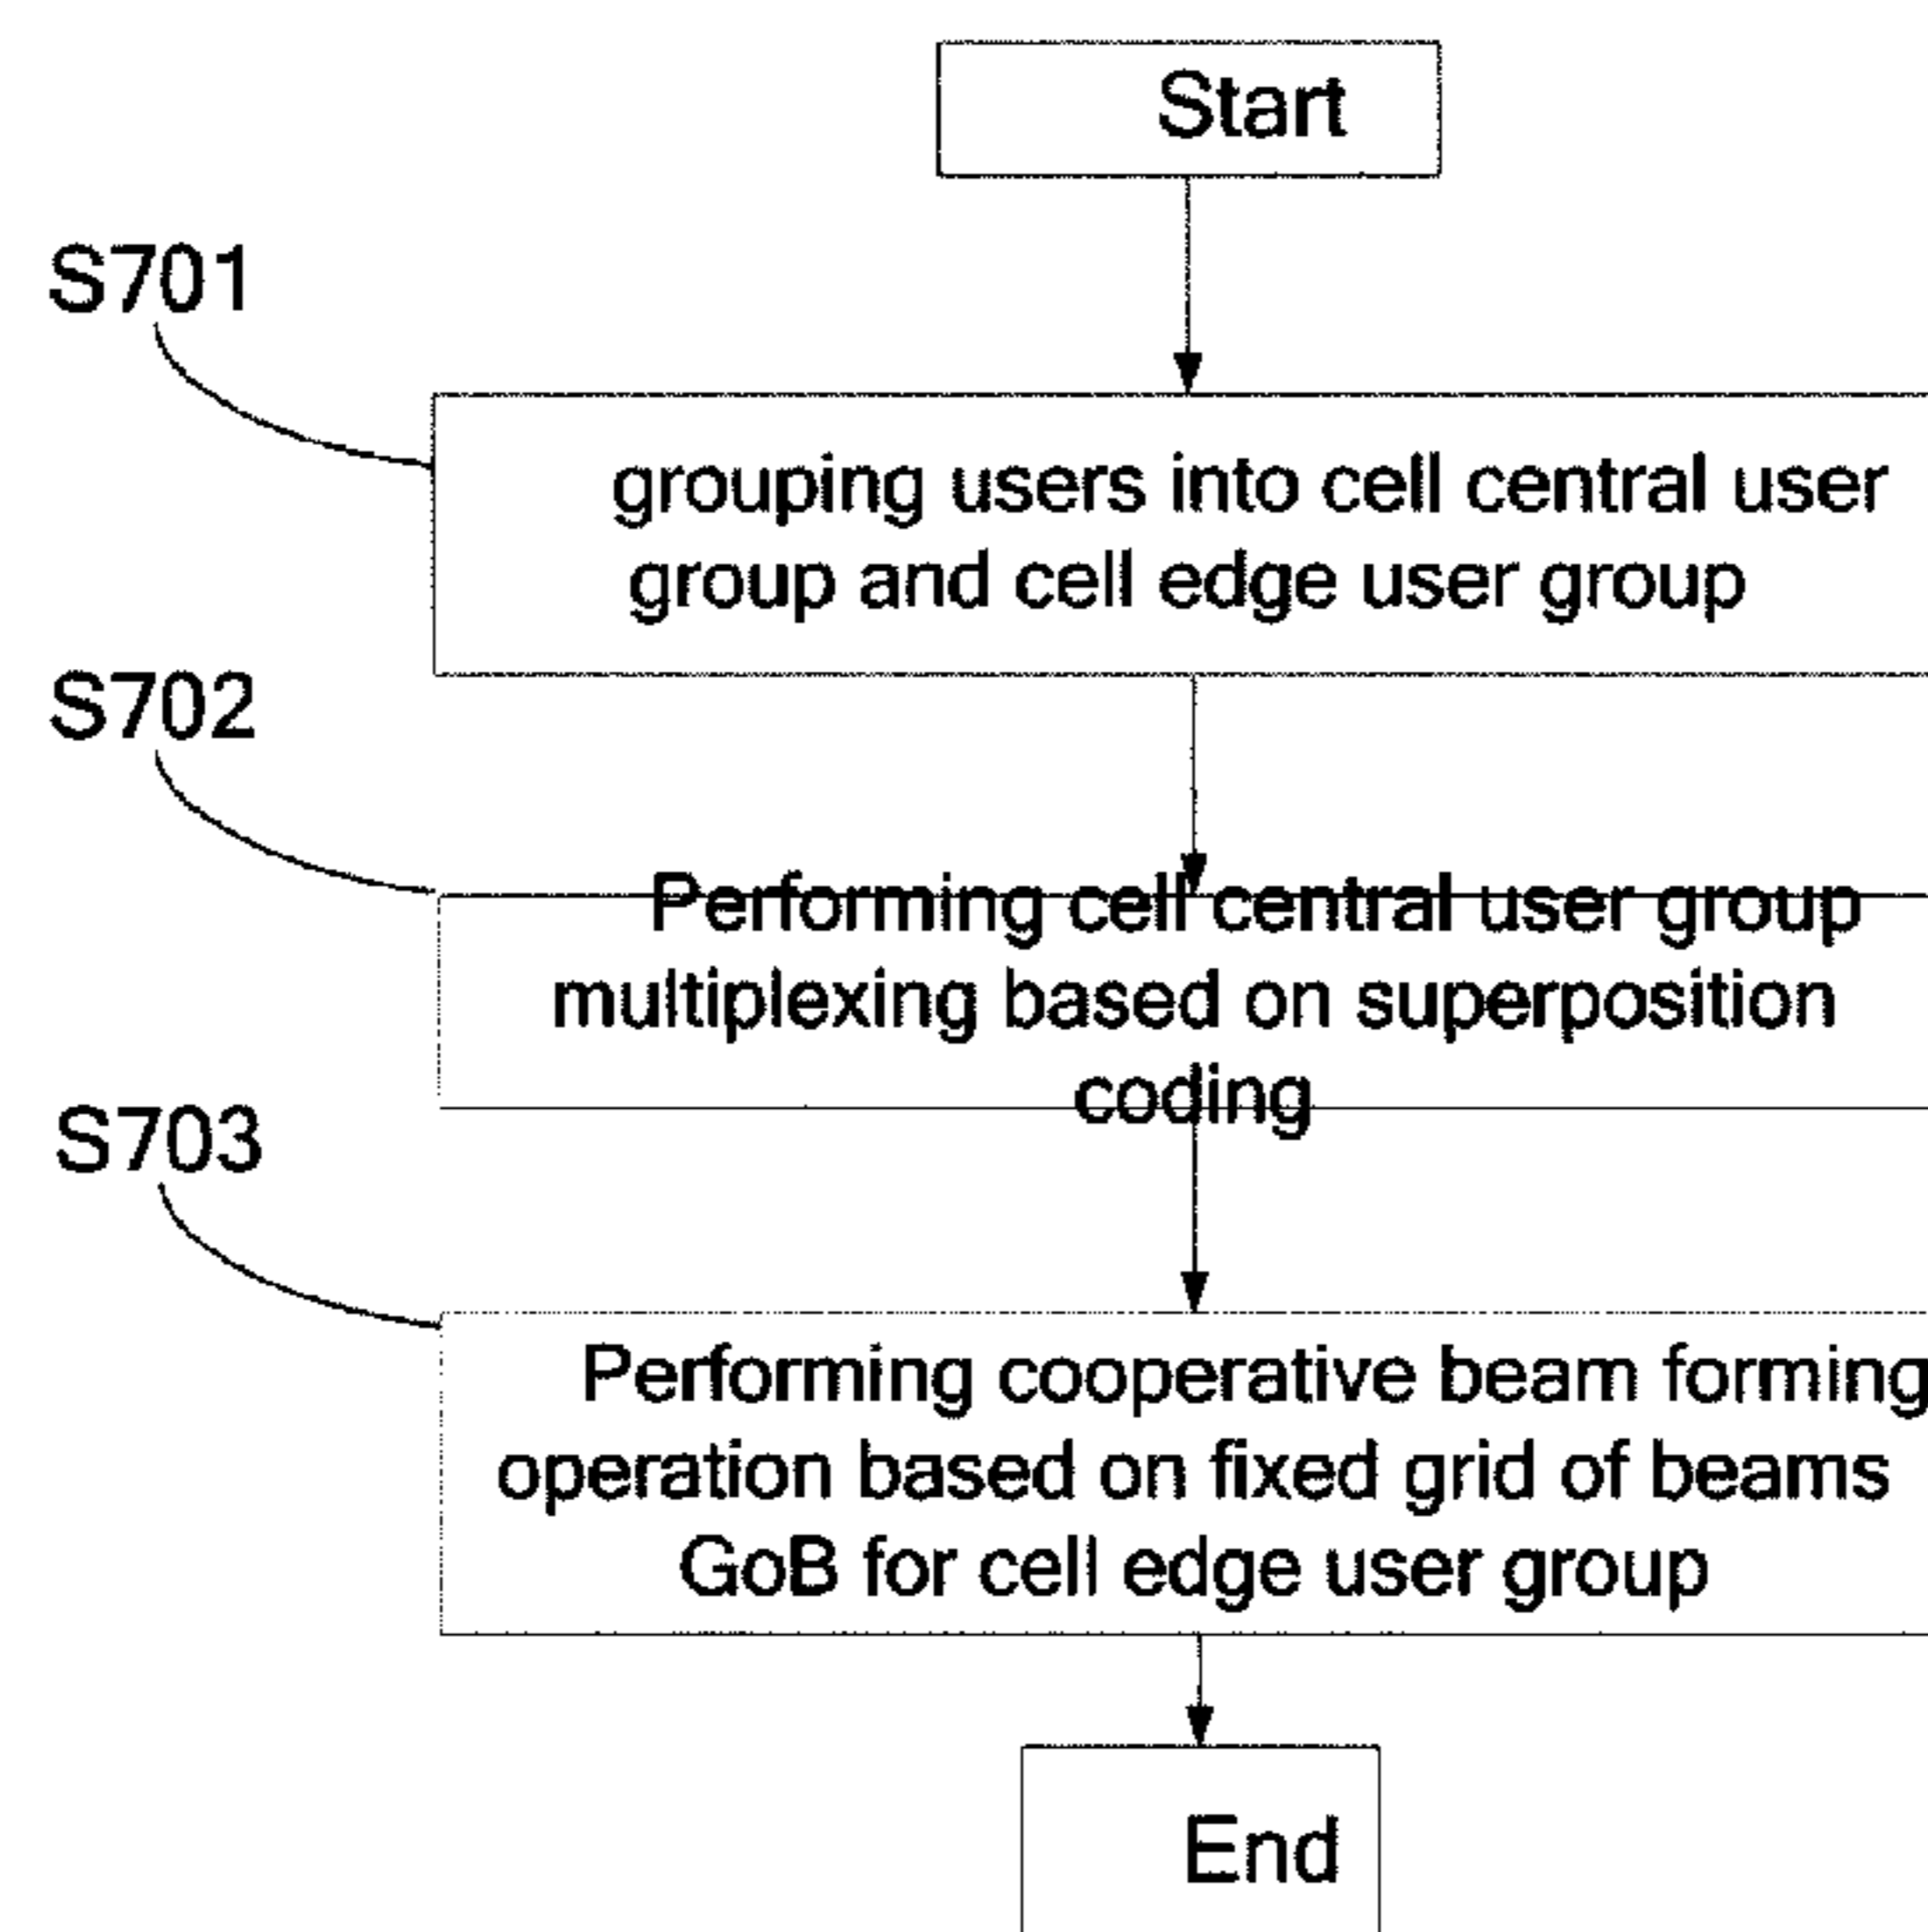 Start
S701
grouping users into cell central user
group and cell edge user group
S702
Performing cell central user group
multiplexing based on superposition
coding
S703
Performing cooperative beam forming
operation based on fixed grid of beams
GoB for cell edge user group
End